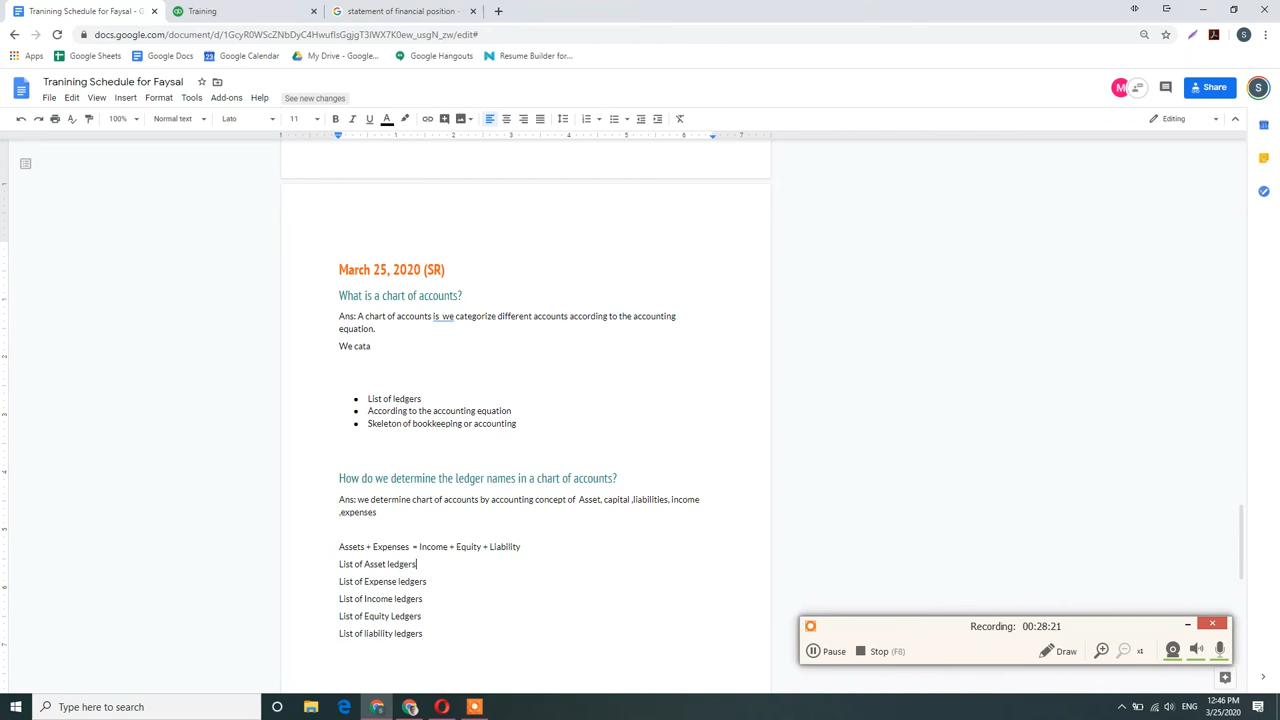 Tranining Schedule for Faysal - G
Training
statement of financial position -
docs.google.com/document/d/1GcyR0WScZNbDyC4HwufIsGgjgT3IWX7K0ew_usgN_zw/edit#
Apps
Google Sheets
Google Docs
Google Calendar
My Drive - Google...
Google Hangouts
Resume Builder for...
Tranining Schedule for Faysal
File Edit View Insert Format Tools Add-ons Help
See new changes
Share
100%
Normal text
Lato
11
Editing
March 25, 2020 (SR)
What is a chart of accounts?
Ans: A chart of accounts is we categorize different accounts according to the accounting
equation.
We cata
List of ledgers
According to the accounting equation
Skeleton of bookkeeping or accounting
How do we determine the ledger names in a chart of accounts?
Ans: we determine chart of accounts by accounting concept of Asset, capital ,liabilities, income
,expenses
Assets + Expenses = Income + Equity + Liability
List of Asset ledgers
List of Expense ledgers
List of Income ledgers
List of Equity Ledgers
List of liability ledgers
Recording: 00:28:21
Pause
Stop (F8)
Draw
x1
Type here to search
ENG
12:46 PM
3/25/2020